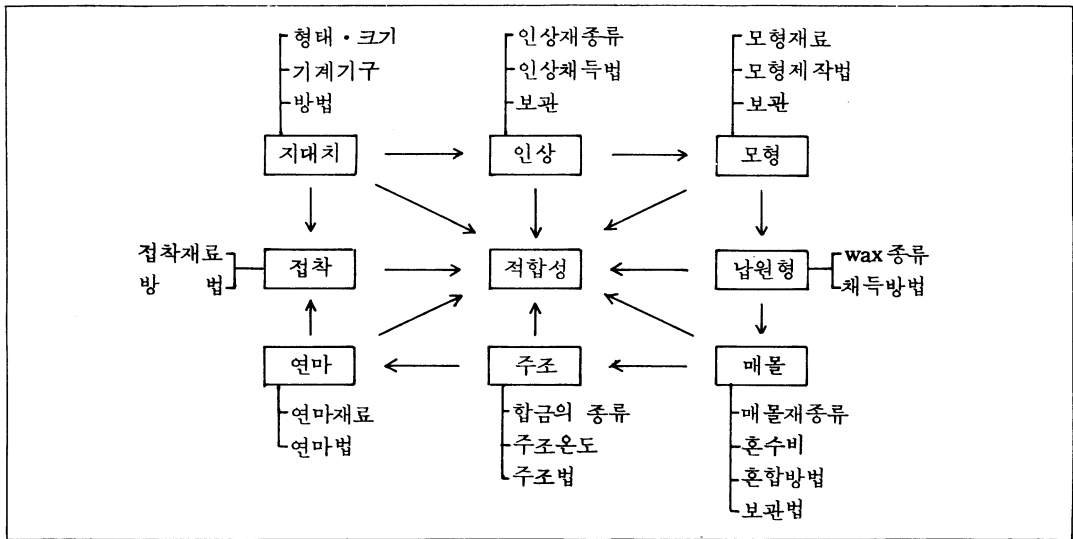 형태·크기
기계기구
방법
지대치
인상재종류
인상채득법
보관
인상
모형재료
모형제작법
보관
모형
접착재료
방 법
접착
적합성
납원형
wax 종류
채득방법
연마
연마재료
연마법
주조
합금의 종류
주조온도
주조법
매몰
매몰재종류
혼수비
혼합방법
보관법